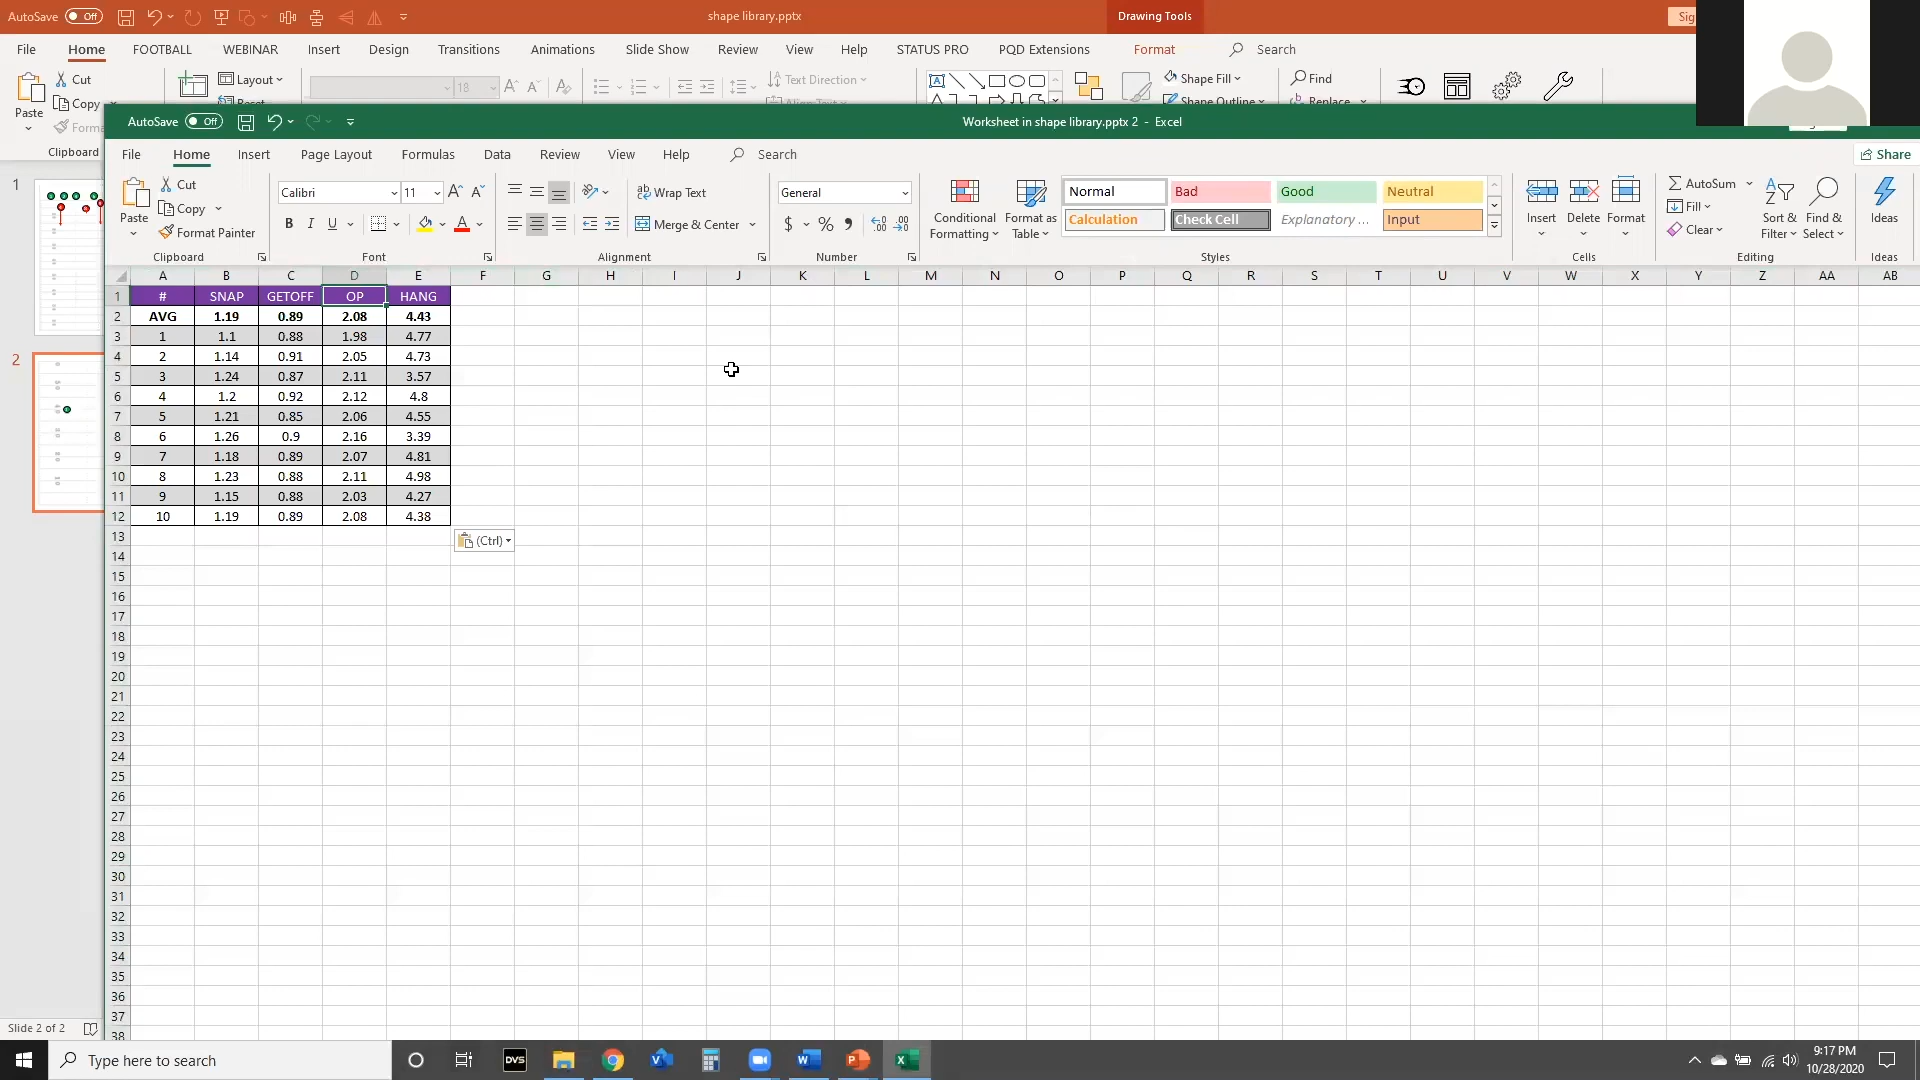 AutoSave Off shape library.pptx Drawing Tools Sig
File Home FOOTBALL WEBINAR Insert Design Transitions Animations Slide Show Review View Help STATUS PRO PQD Extensions Format Search
Cut Layout 18 Text Direction Shape Fill Find
Paste Copy Reset Shape Outline Replace
Clipboard
AutoSave Off Worksheet in shape library.pptx 2 - Excel
File Home Insert Page Layout Formulas Data Review View Help Search Share
Cut Calibri 11 Wrap Text General Normal Bad Good Neutral AutoSum
Paste Copy Conditional Formatting Format as Table Calculation Check Cell Explanatory ... Input Insert Delete Format Fill Sort & Filter Find & Select Ideas
Format Painter B I U Merge & Center $ % Clear
Clipboard Font Alignment Number Styles Cells Editing Ideas
A B C D E F G H I J K L M N O P Q R S T U V W X Y Z AA AB
1 # SNAP GETOFF OP HANG
2 AVG 1.19 0.89 2.08 4.43
3 1 1.1 0.88 1.98 4.77
4 2 1.14 0.91 2.05 4.73
5 3 1.24 0.87 2.11 3.57
6 4 1.2 0.92 2.12 4.8
7 5 1.21 0.85 2.06 4.55
8 6 1.26 0.9 2.16 3.39
9 7 1.18 0.89 2.07 4.81
10 8 1.23 0.88 2.11 4.98
11 9 1.15 0.88 2.03 4.27
12 10 1.19 0.89 2.08 4.38
13 (Ctrl)
14
15
16
17
18
19
20
21
22
23
24
25
26
27
28
29
30
31
32
33
34
35
36
37
38
1
2
Slide 2 of 2
Type here to search DVS 9:17 PM
10/28/2020